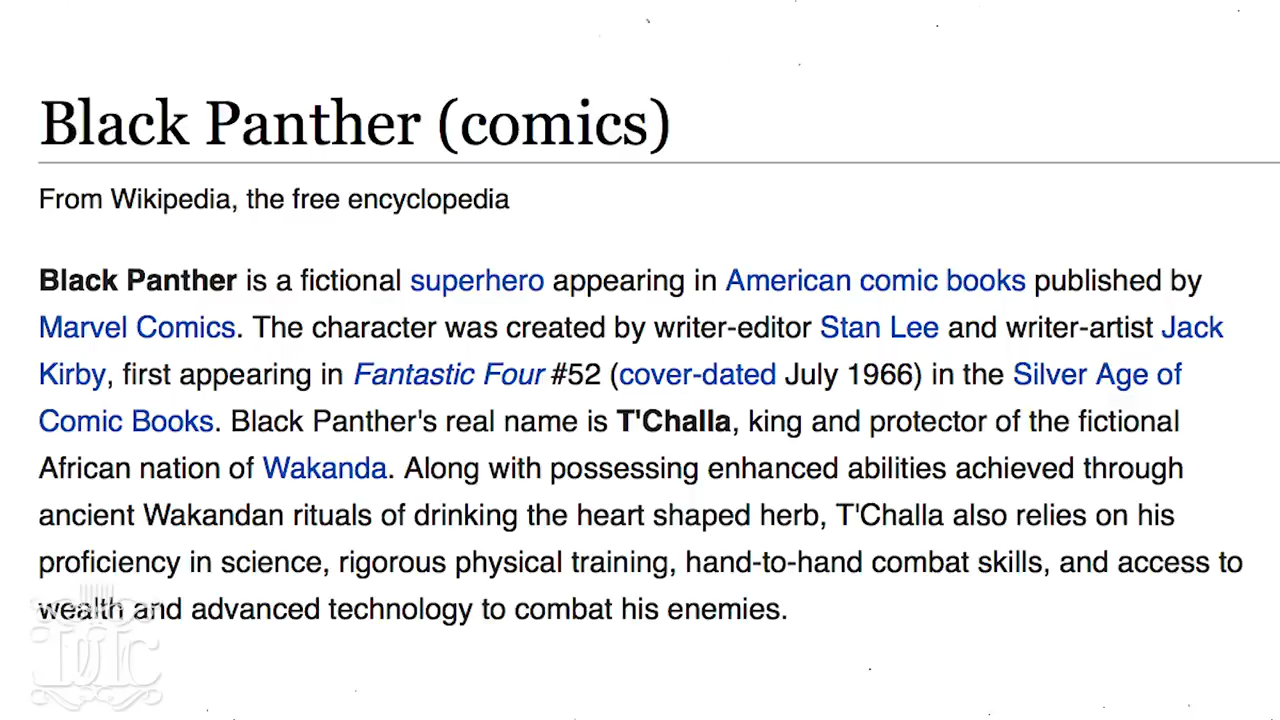 Black Panther (comics)
From Wikipedia, the free encyclopedia
Black Panther is a fictional superhero appearing in American comic books published by
Marvel Comics. The character was created by writer-editor Stan Lee and writer-artist Jack
Kirby, first appearing in Fantastic Four #52 (cover-dated July 1966) in the Silver Age of
Comic Books. Black Panther's real name is T'Challa, king and protector of the fictional
African nation of Wakanda. Along with possessing enhanced abilities achieved through
ancient Wakandan rituals of drinking the heart shaped herb, T'Challa also relies on his
proficiency in science, rigorous physical training, hand-to-hand combat skills, and access to
wealth and advanced technology to combat his enemies.